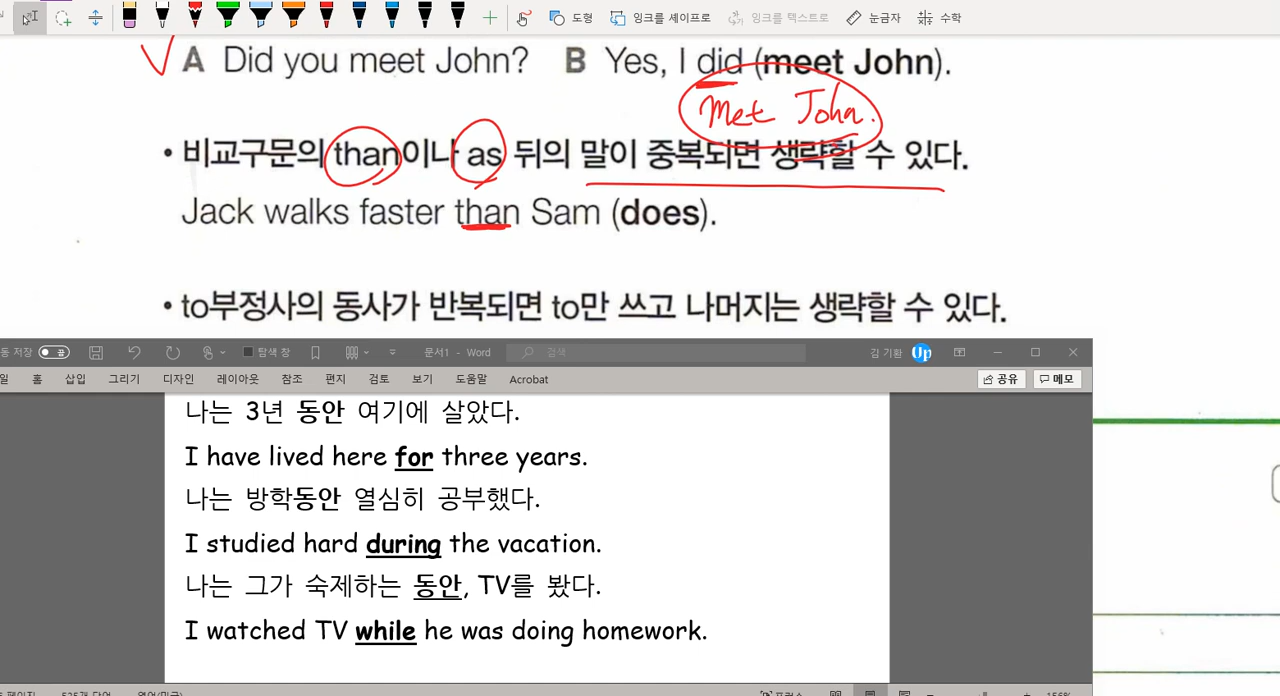 도형 잉크를 셰이프로 잉크를 텍스트로 눈금자 수학
A Did you meet John? B Yes, I did (meet John).
Met John.
• 비교구문의 than이나 as 뒤의 말이 중복되면 생략할 수 있다.
Jack walks faster than Sam (does).
• to부정사의 동사가 반복되면 to만 쓰고 나머지는 생략할 수 있다.
동 저장 끔 탐색 창 문서1 - Word 검색 김 기환 Up
일 홈 삽입 그리기 디자인 레이아웃 참조 편지 검토 보기 도움말 Acrobat 공유 메모
나는 3년 동안 여기에 살았다.
I have lived here for three years.
나는 방학동안 열심히 공부했다.
I studied hard during the vacation.
나는 그가 숙제하는 동안, TV를 봤다.
I watched TV while he was doing homework.